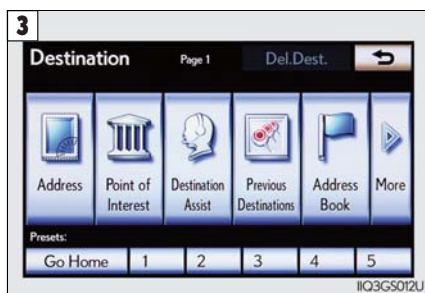 3
Destination Page 1 Del.Dest.
Address
Point of Interest
Destination Assist
Previous Destinations
Address Book
More
Presets:
Go Home 1 2 3 4 5
IIQ3GS012U